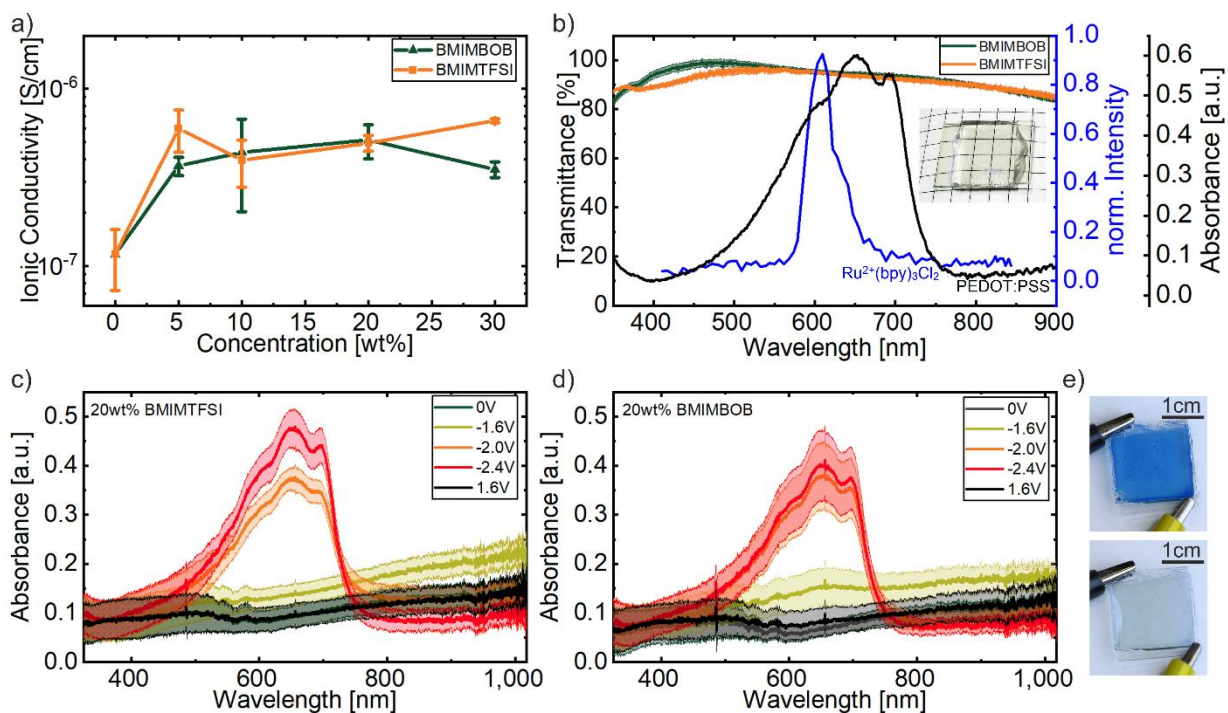 a)
Ionic Conductivity [S/cm]
10⁻⁶
10⁻⁷
BMIMBOB
BMIMTFSI
0 5 10 20 30
Concentration [wt%]
b)
Transmittance [%]
100
80
60
40
20
0
BMIMBOB
BMIMTFSI
Ru²⁺(bpy)₃Cl₂
PEDOT:PSS
400 500 600 700 800 900
Wavelength [nm]
1.0
0.8
0.6
0.4
0.2
0.0
norm. Intensity
0.6
0.5
0.4
0.3
0.2
0.1
0.0
Absorbance [a.u.]
c)
Absorbance [a.u.]
0.5
0.4
0.3
0.2
0.1
0.0
20wt% BMIMTFSI
0V
-1.6V
-2.0V
-2.4V
1.6V
400 600 800 1,000
Wavelength [nm]
d)
Absorbance [a.u.]
0.5
0.4
0.3
0.2
0.1
0.0
20wt% BMIMBOB
0V
-1.6V
-2.0V
-2.4V
1.6V
400 600 800 1,000
Wavelength [nm]
e)
1cm
1cm